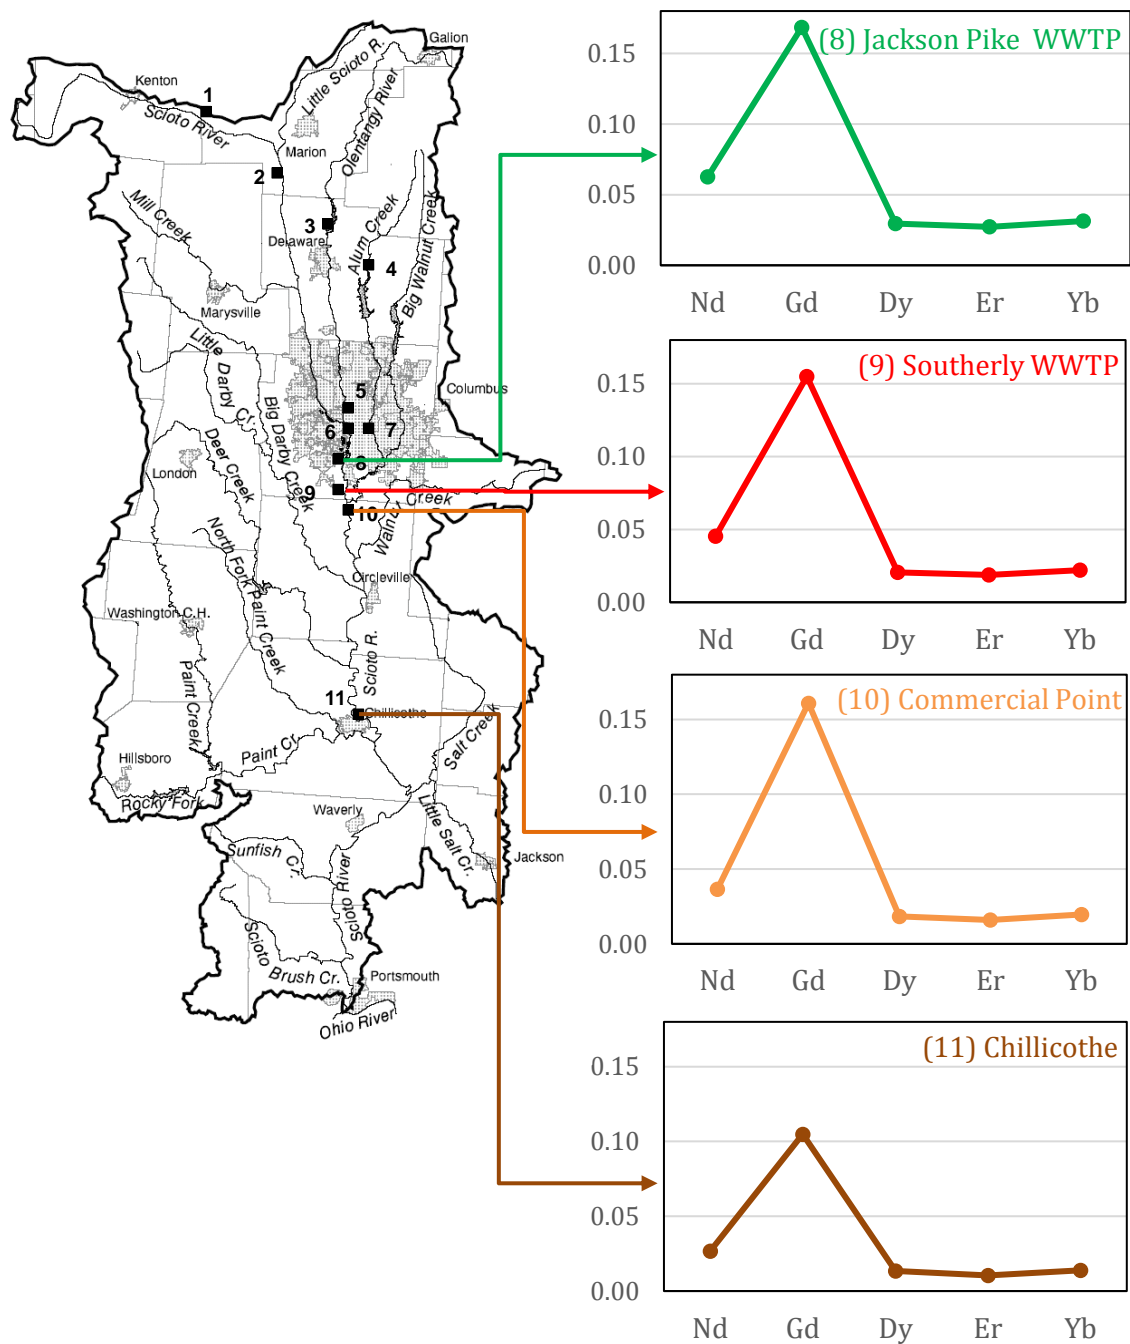 Galion
Kenton
1
Little Scioto R.
Olentangy River
Scioto River
Marion
2
Mill Creek
3
Delaware
Alum Creek
4
Big Walnut Creek
Marysville
Little Darby Cr.
Big Darby Creek
Columbus
5
6
7
Deer Creek
London
8
9
Walnut Creek
10
North Fork Paint Creek
Circleville
Washington C.H.
Scioto R.
Paint Creek
11
Chillicothe
Paint Cr.
Salt Creek
Hillsboro
Rocky Fork
Waverly
Little Salt Cr.
Sunfish Cr.
Jackson
Scioto River
Scioto Brush Cr.
Portsmouth
Ohio River
(8) Jackson Pike WWTP
0.15
0.10
0.05
0.00
Nd Gd Dy Er Yb
(9) Southerly WWTP
0.15
0.10
0.05
0.00
Nd Gd Dy Er Yb
(10) Commercial Point
0.15
0.10
0.05
0.00
Nd Gd Dy Er Yb
(11) Chillicothe
0.15
0.10
0.05
0.00
Nd Gd Dy Er Yb